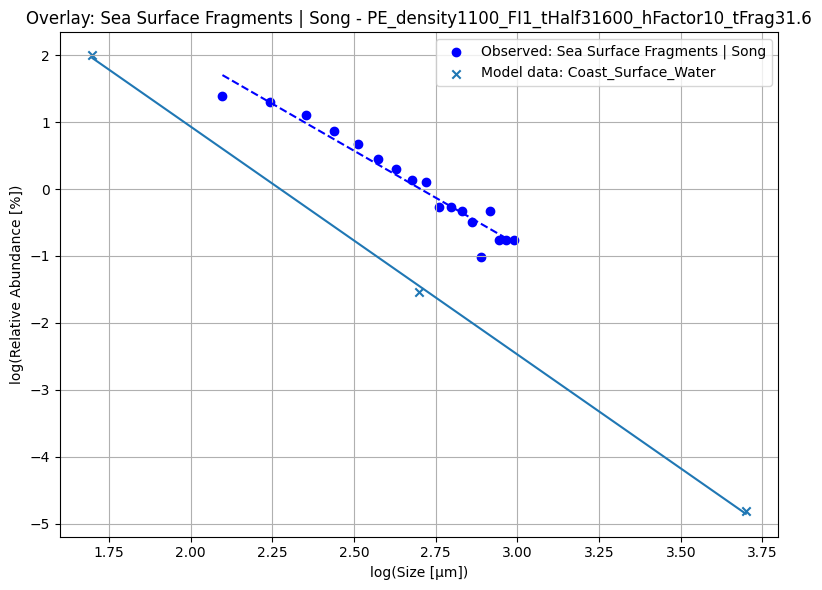 Overlay: Sea Surface Fragments | Song - PE_density1100_FI1_tHalf31600_hFactor10_tFrag31.6
Observed: Sea Surface Fragments | Song
Model data: Coast_Surface_Water
log(Relative Abundance [%])
2
1
0
−1
−2
−3
−4
−5
1.75 2.00 2.25 2.50 2.75 3.00 3.25 3.50 3.75
log(Size [μm])